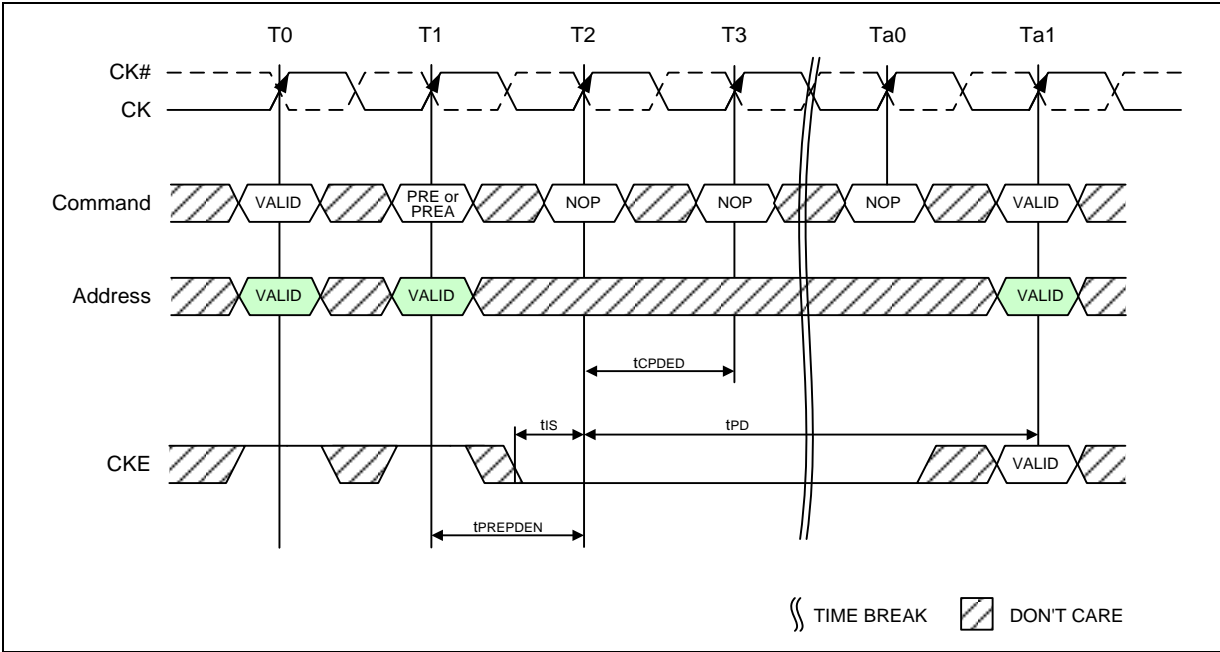 T0 T1 T2 T3 Ta0 Ta1
CK#
CK
Command VALID PRE or PREA NOP NOP NOP VALID
Address VALID VALID VALID
tCPDED
tIS tPD
CKE VALID
tPREPDEN
TIME BREAK DON'T CARE